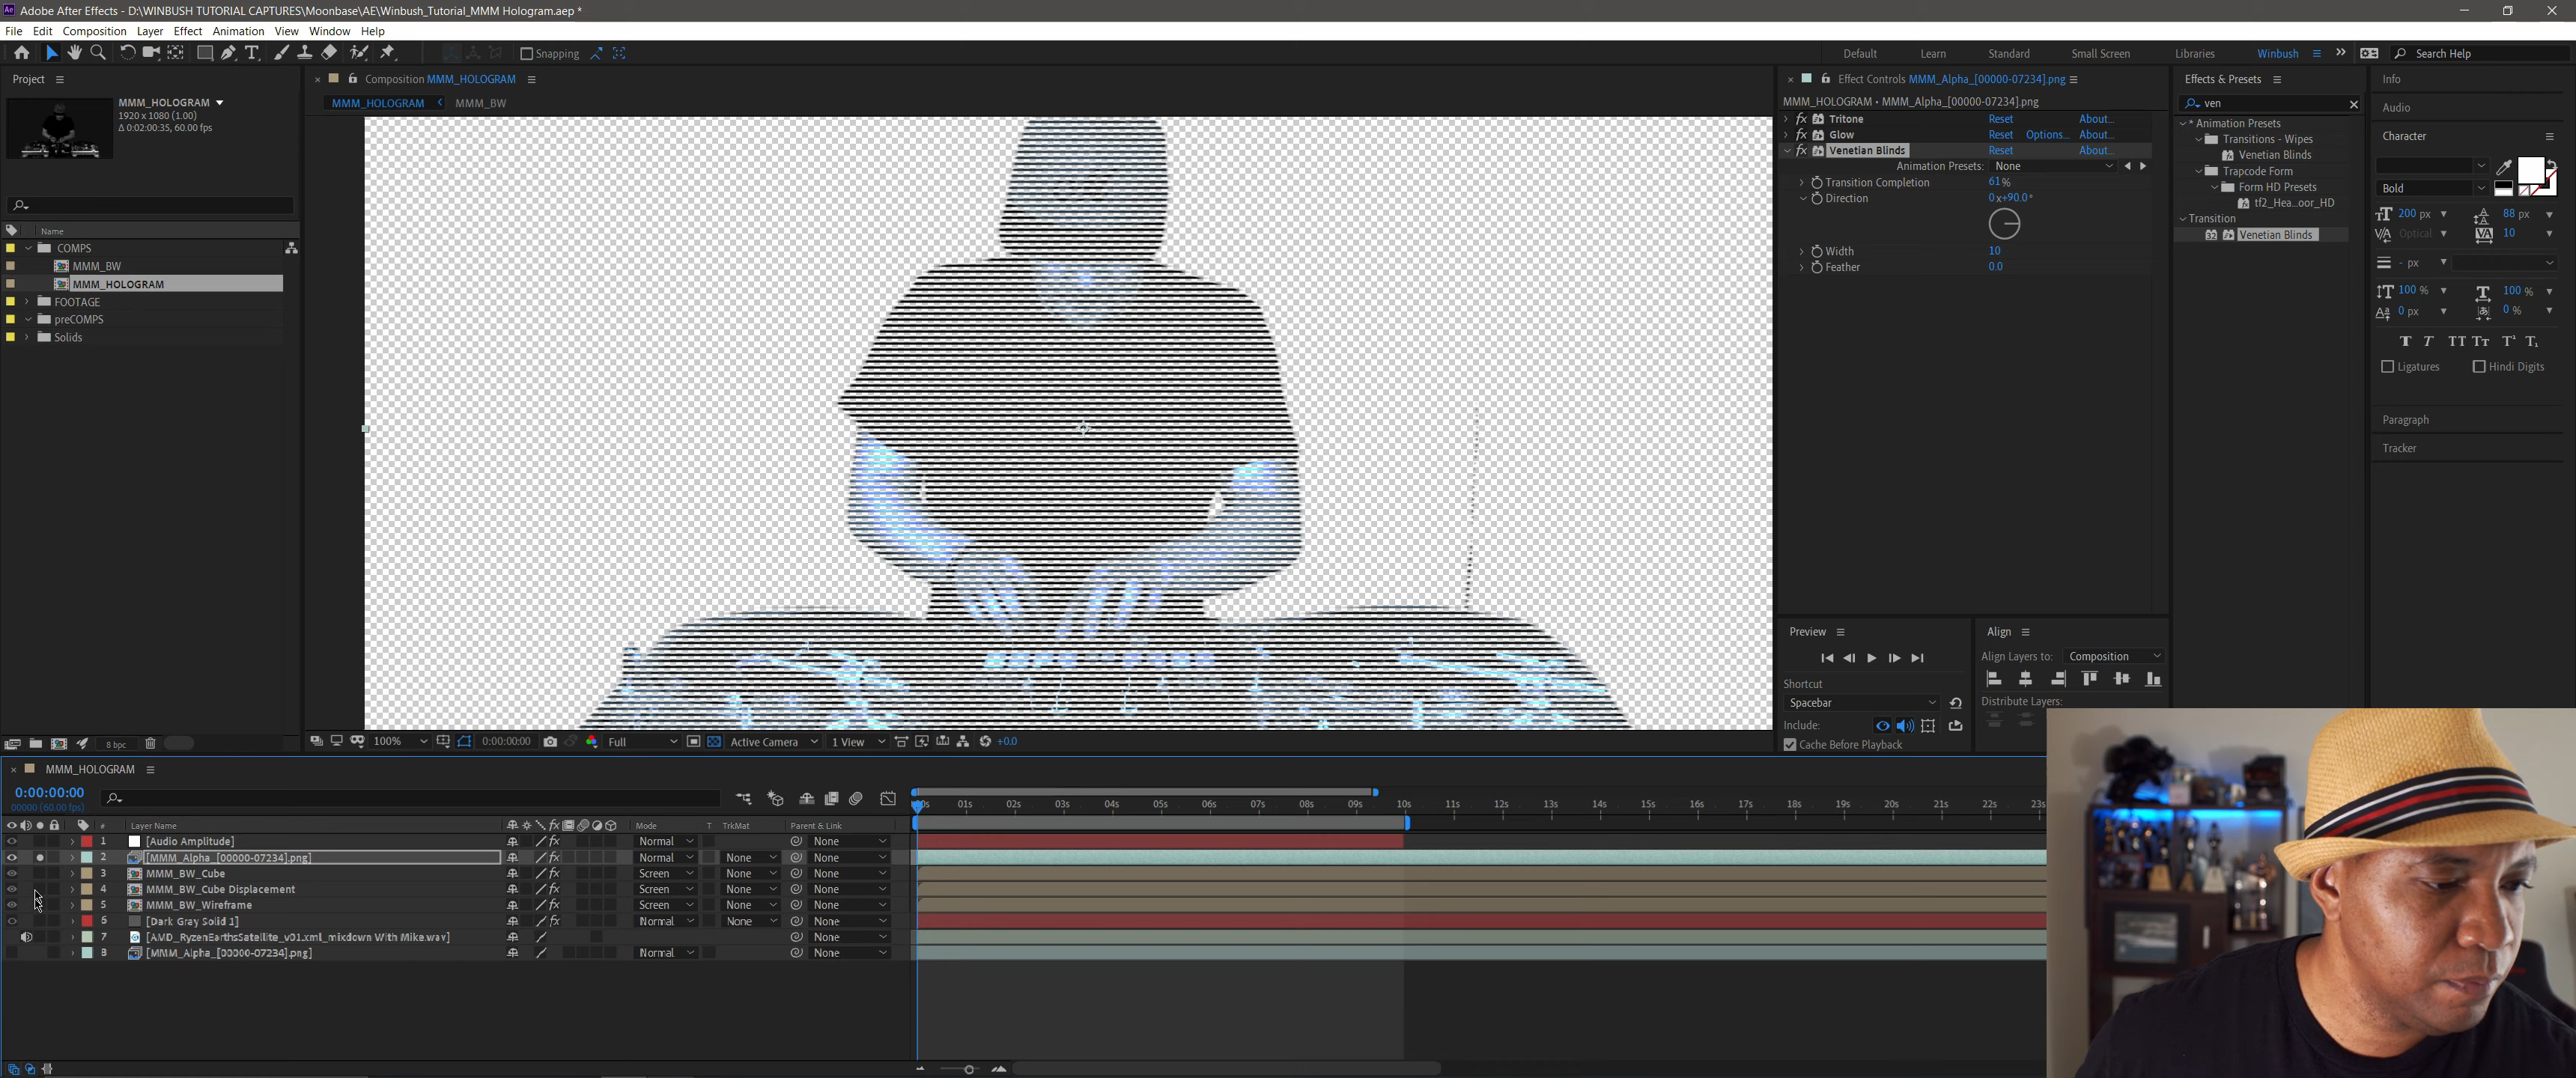 Ae Adobe After Effects - D:\WINBUSH TUTORIAL CAPTURES\Moonbase\AE\Winbush_Tutorial_MMM Hologram.aep *
File Edit Composition Layer Effect Animation View Window Help
Snapping Default Learn Standard Small Screen Libraries Winbush Search Help
Project
MMM_HOLOGRAM
1920 x 1080 (1.00)
Δ 0:02:00:35, 60.00 fps
Name
COMPS
MMM_BW
MMM_HOLOGRAM
FOOTAGE
preCOMPS
Solids
8 bpc
Composition MMM_HOLOGRAM
MMM_HOLOGRAM MMM_BW
100% 0:00:00:00 Full Active Camera 1 View +0.0
Effect Controls MMM_Alpha_[00000-07234].png
MMM_HOLOGRAM • MMM_Alpha_[00000-07234].png
fx Tritone Reset About...
fx Glow Reset Options... About...
fx Venetian Blinds Reset About...
Animation Presets: None
Transition Completion 61%
Direction 0x+90.0°
Width 10
Feather 0.0
Preview
Shortcut
Spacebar
Include:
Cache Before Playback
Align
Align Layers to: Composition
Distribute Layers:
Effects & Presets
ven
* Animation Presets
Transitions - Wipes
Venetian Blinds
Trapcode Form
Form HD Presets
tf2_Hea...oor_HD
Transition
32 Venetian Blinds
Info
Audio
Character
Bold
200 px 88 px
Optical 10
- px
100 % 100 %
0 px 0 %
Ligatures Hindi Digits
Paragraph
Tracker
MMM_HOLOGRAM
0:00:00:00
00000 (60.00 fps)
01s 02s 03s 04s 05s 06s 07s 08s 09s 10s 11s 12s 13s 14s 15s 16s 17s 18s 19s 20s 21s 22s 23s
# Layer Name Mode T TrkMat Parent & Link
1 [Audio Amplitude] Normal None
2 [MMM_Alpha_[00000-07234].png] Normal None None
3 MMM_BW_Cube Screen None None
4 MMM_BW_Cube Displacement Screen None None
5 MMM_BW_Wireframe Screen None None
6 [Dark Gray Solid 1] Normal None None
7 [AMD_RyzenEarthsSatellite_v01.xml_mixdown With Mike.wav] None
8 [MMM_Alpha_[00000-07234].png] Normal None